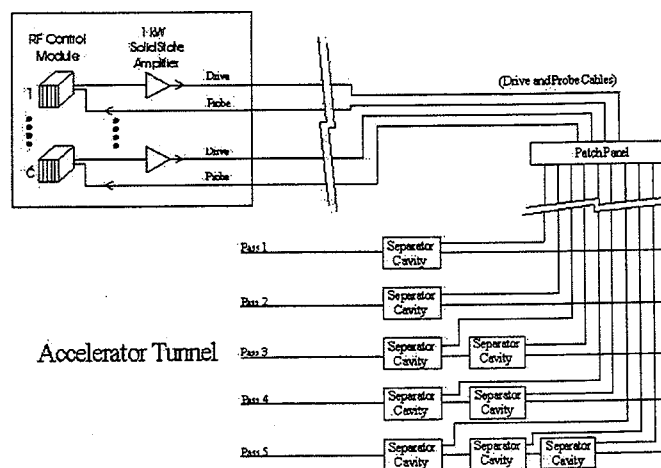 RF Control
Module
1 kW
Solid State
Amplifier
Drive
1
Probe
(Drive and Probe Cables)
Drive
Probe
Patch Panel
Pass 1
Separator
Cavity
Pass 2
Separator
Cavity
Accelerator Tunnel
Pass 3
Separator
Cavity
Separator
Cavity
Pass 4
Separator
Cavity
Separator
Cavity
Pass 5
Separator
Cavity
Separator
Cavity
Separator
Cavity